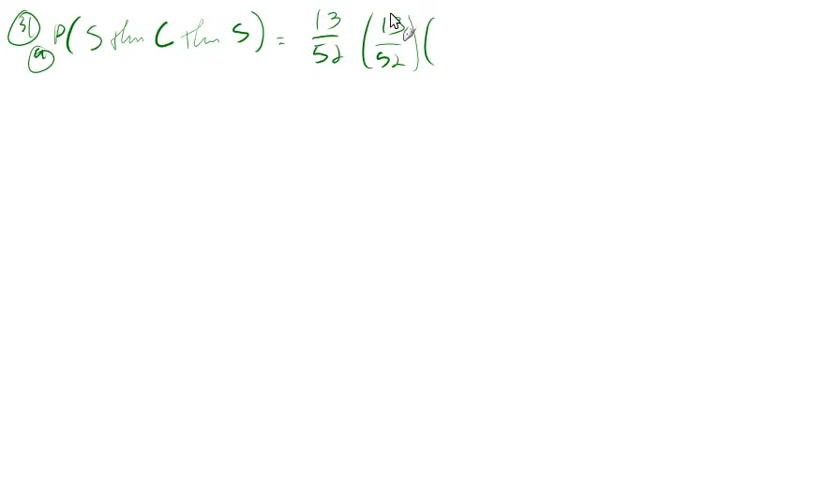 31 a P( S then C then S ) = 13/52 (13/52)(